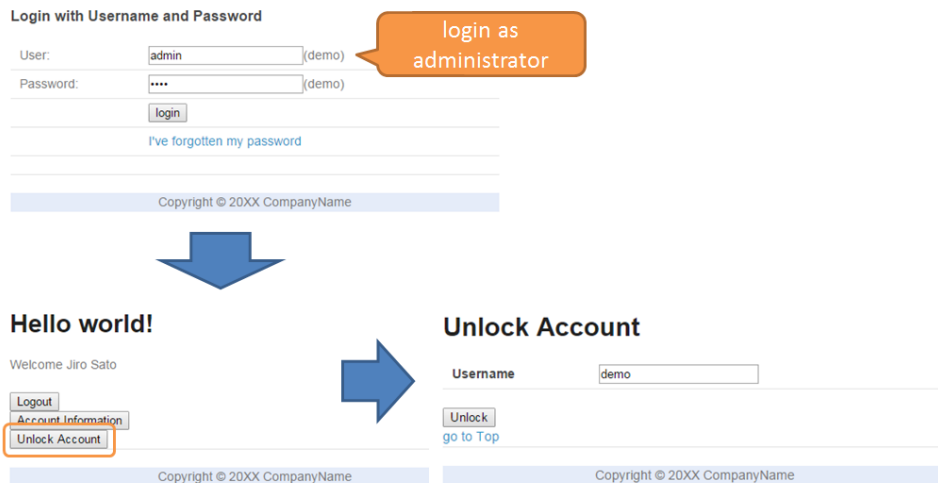 Login with Username and Password
login as
administrator
User: admin (demo)
Password: •••• (demo)
login
I've forgotten my password
Copyright © 20XX CompanyName
Hello world!
Welcome Jiro Sato
Logout
Account Information
Unlock Account
Copyright © 20XX CompanyName
Unlock Account
Username demo
Unlock
go to Top
Copyright © 20XX CompanyName